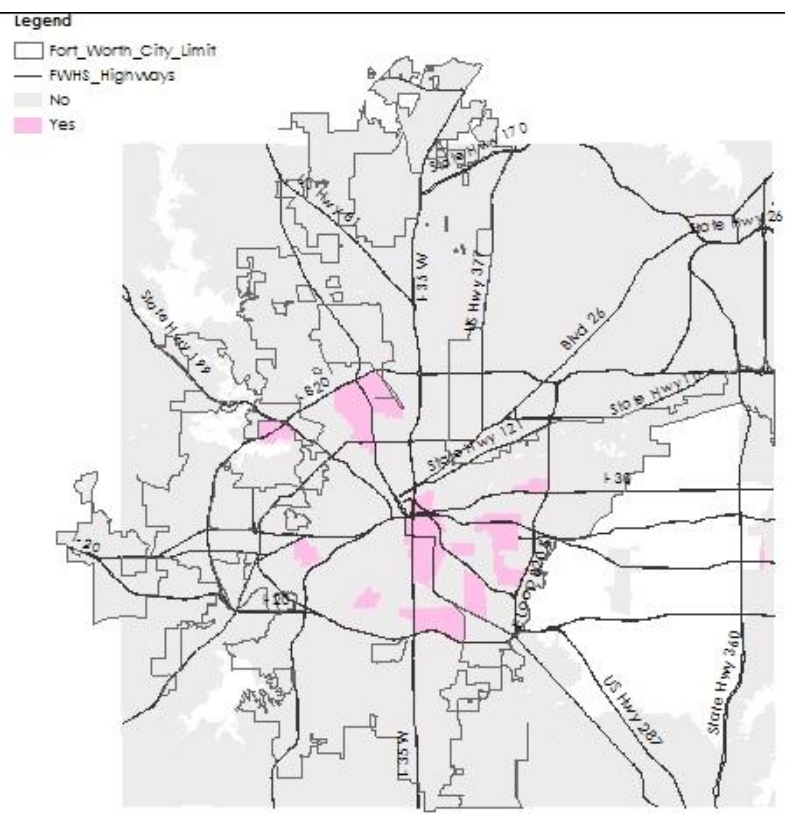 Legend
Fort_Worth_City_Limit
FWHS_Highways
No
Yes
State Hwy 170
State Hwy 26
I-35 W
US Hwy 377
State Hwy 199
Blvd 26
I-820
State Hwy 121
I-30
I-20
I-20
US Hwy 287
State Hwy 360
I-35 W